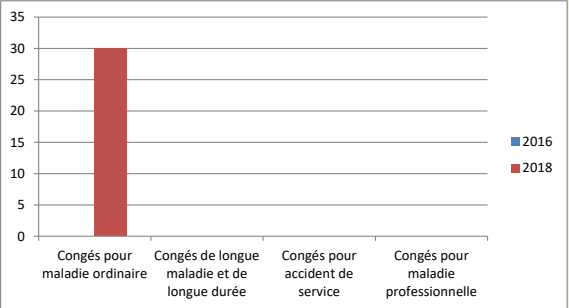 35
30
25
20
15
10
5
0
Congés pour
maladie ordinaire
Congés de longue
maladie et de
longue durée
Congés pour
accident de
service
Congés pour
maladie
professionnelle
2016
2018